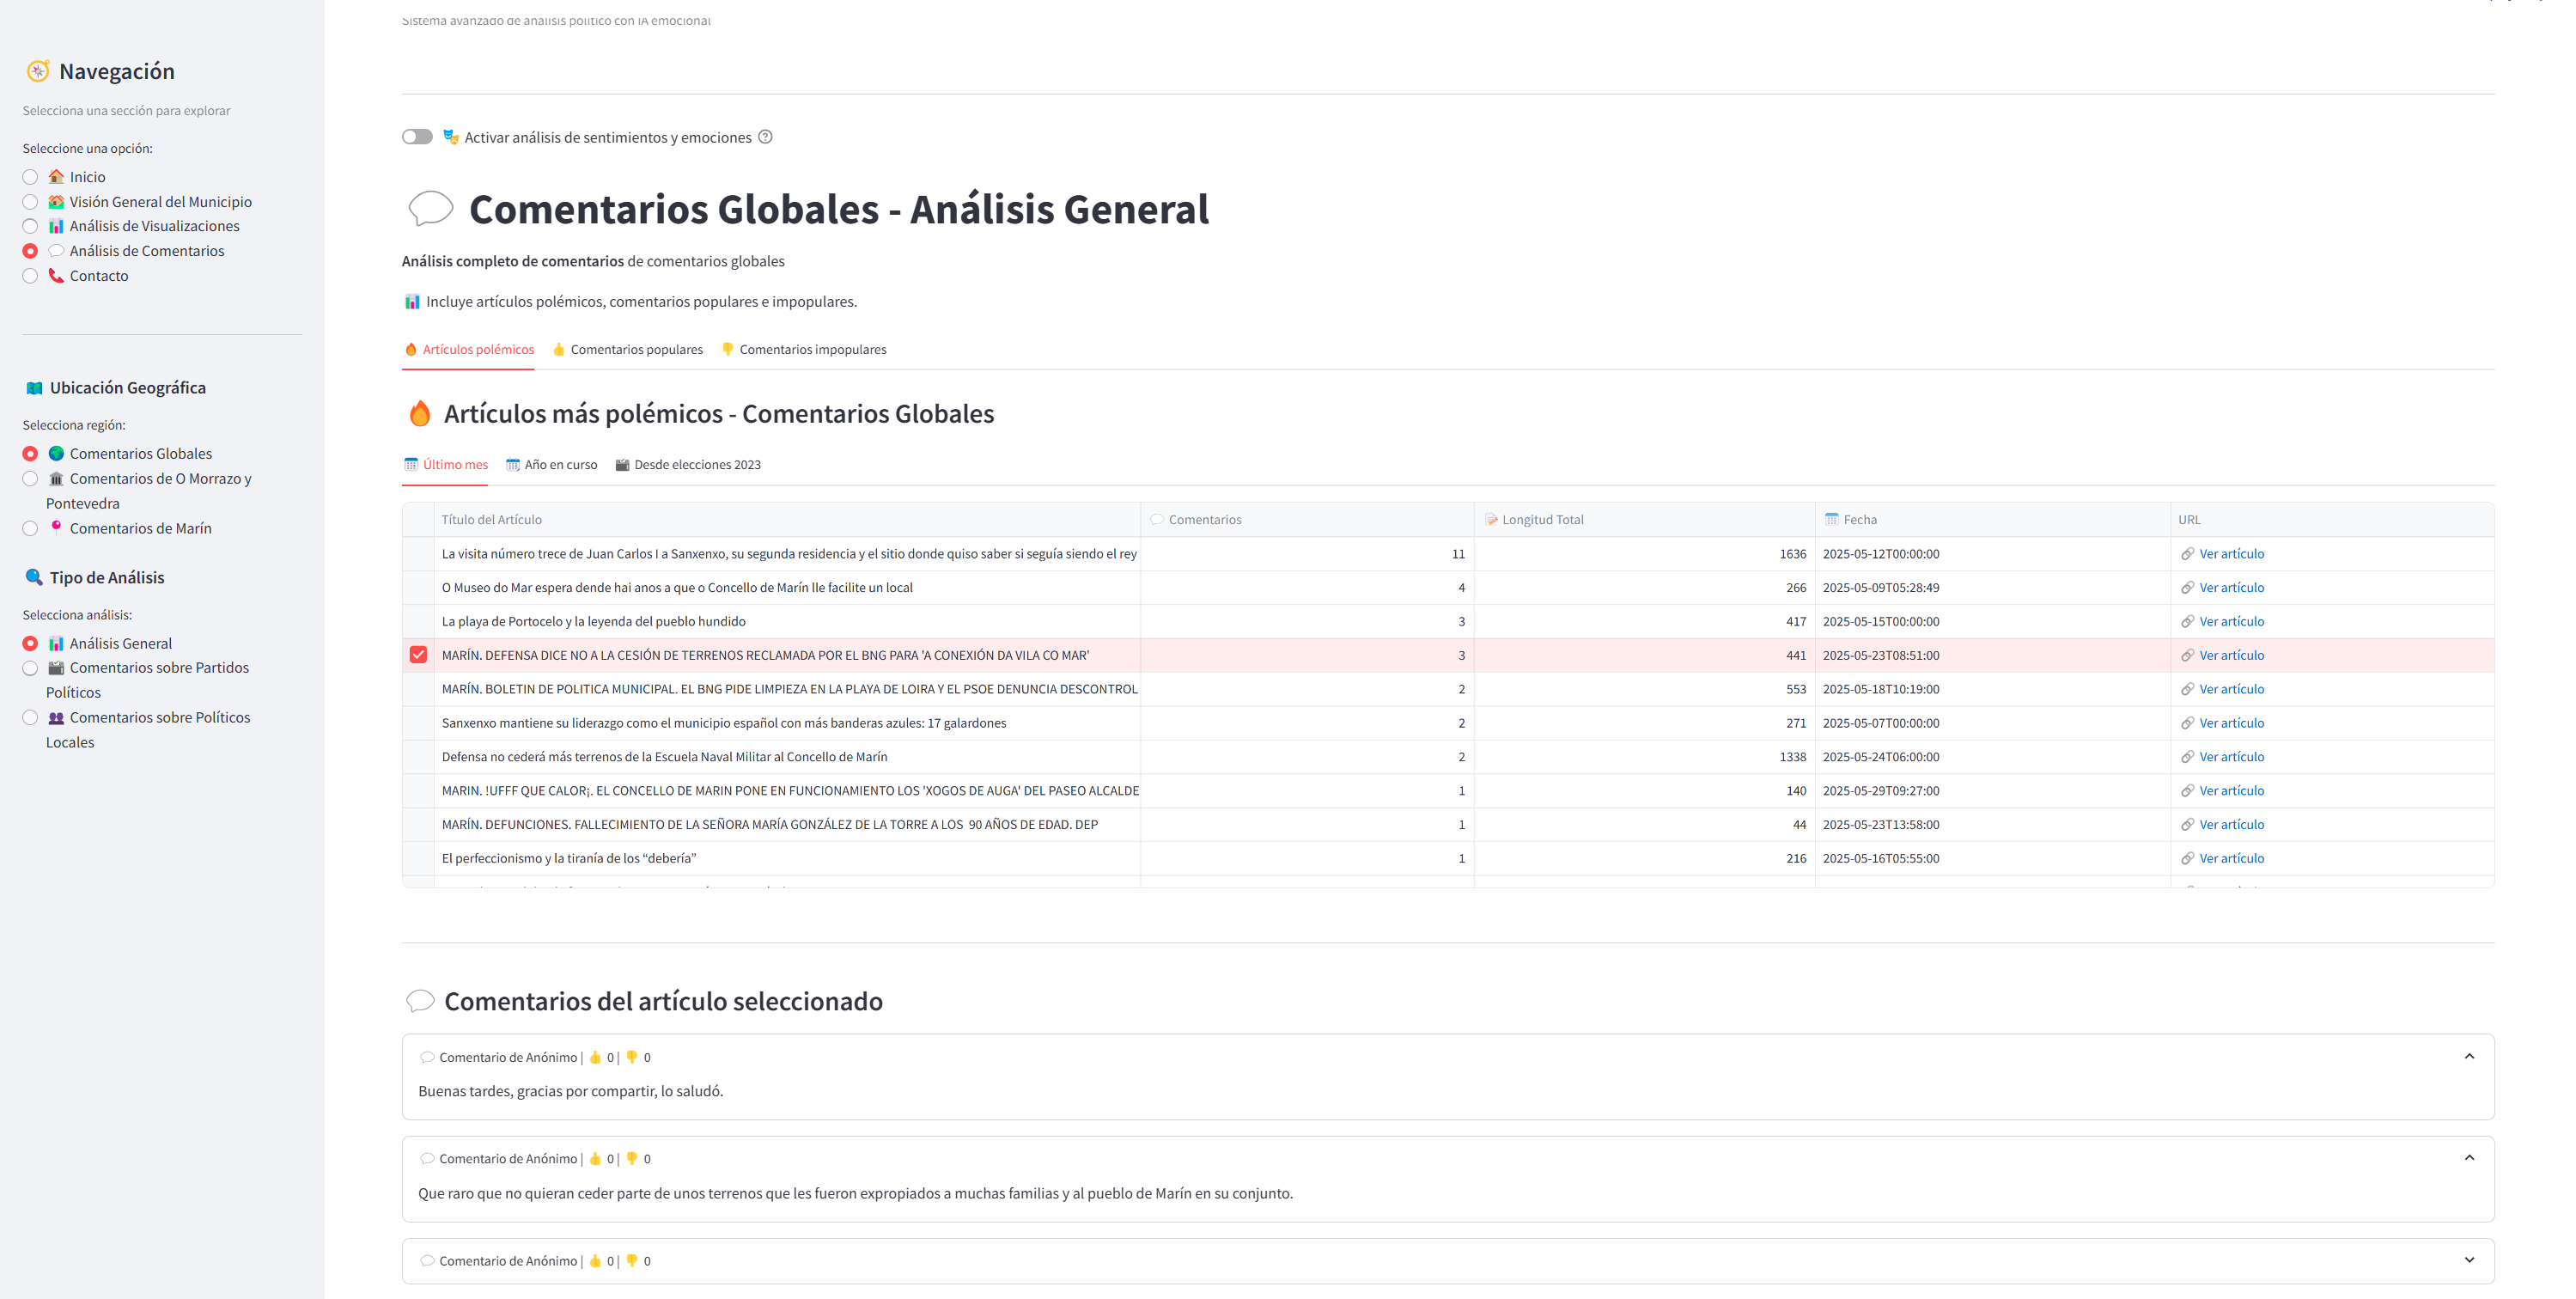 Sistema avanzado de análisis político con IA emocional
Navegación
Selecciona una sección para explorar
Seleccione una opción:
Inicio
Visión General del Municipio
Análisis de Visualizaciones
Análisis de Comentarios
Contacto
Ubicación Geográfica
Selecciona región:
Comentarios Globales
Comentarios de O Morrazo y
Pontevedra
Comentarios de Marín
Tipo de Análisis
Selecciona análisis:
Análisis General
Comentarios sobre Partidos
Políticos
Comentarios sobre Políticos
Locales
Activar análisis de sentimientos y emociones
Comentarios Globales - Análisis General
Análisis completo de comentarios de comentarios globales
Incluye artículos polémicos, comentarios populares e impopulares.
Artículos polémicos Comentarios populares Comentarios impopulares
Artículos más polémicos - Comentarios Globales
Último mes Año en curso Desde elecciones 2023
Título del Artículo Comentarios Longitud Total Fecha URL
La visita número trece de Juan Carlos I a Sanxenxo, su segunda residencia y el sitio donde quiso saber si seguía siendo el rey 11 1636 2025-05-12T00:00:00 Ver artículo
O Museo do Mar espera dende hai anos a que o Concello de Marín lle facilite un local 4 266 2025-05-09T05:28:49 Ver artículo
La playa de Portocelo y la leyenda del pueblo hundido 3 417 2025-05-15T00:00:00 Ver artículo
MARÍN. DEFENSA DICE NO A LA CESIÓN DE TERRENOS RECLAMADA POR EL BNG PARA 'A CONEXIÓN DA VILA CO MAR' 3 441 2025-05-23T08:51:00 Ver artículo
MARÍN. BOLETIN DE POLITICA MUNICIPAL. EL BNG PIDE LIMPIEZA EN LA PLAYA DE LOIRA Y EL PSOE DENUNCIA DESCONTROL 2 553 2025-05-18T10:19:00 Ver artículo
Sanxenxo mantiene su liderazgo como el municipio español con más banderas azules: 17 galardones 2 271 2025-05-07T00:00:00 Ver artículo
Defensa no cederá más terrenos de la Escuela Naval Militar al Concello de Marín 2 1338 2025-05-24T06:00:00 Ver artículo
MARIN. !UFFF QUE CALOR¡. EL CONCELLO DE MARIN PONE EN FUNCIONAMIENTO LOS 'XOGOS DE AUGA' DEL PASEO ALCALDE 1 140 2025-05-29T09:27:00 Ver artículo
MARÍN. DEFUNCIONES. FALLECIMIENTO DE LA SEÑORA MARÍA GONZÁLEZ DE LA TORRE A LOS 90 AÑOS DE EDAD. DEP 1 44 2025-05-23T13:58:00 Ver artículo
El perfeccionismo y la tiranía de los “debería” 1 216 2025-05-16T05:55:00 Ver artículo
Comentarios del artículo seleccionado
Comentario de Anónimo | 0 | 0
Buenas tardes, gracias por compartir, lo saludó.
Comentario de Anónimo | 0 | 0
Que raro que no quieran ceder parte de unos terrenos que les fueron expropiados a muchas familias y al pueblo de Marín en su conjunto.
Comentario de Anónimo | 0 | 0